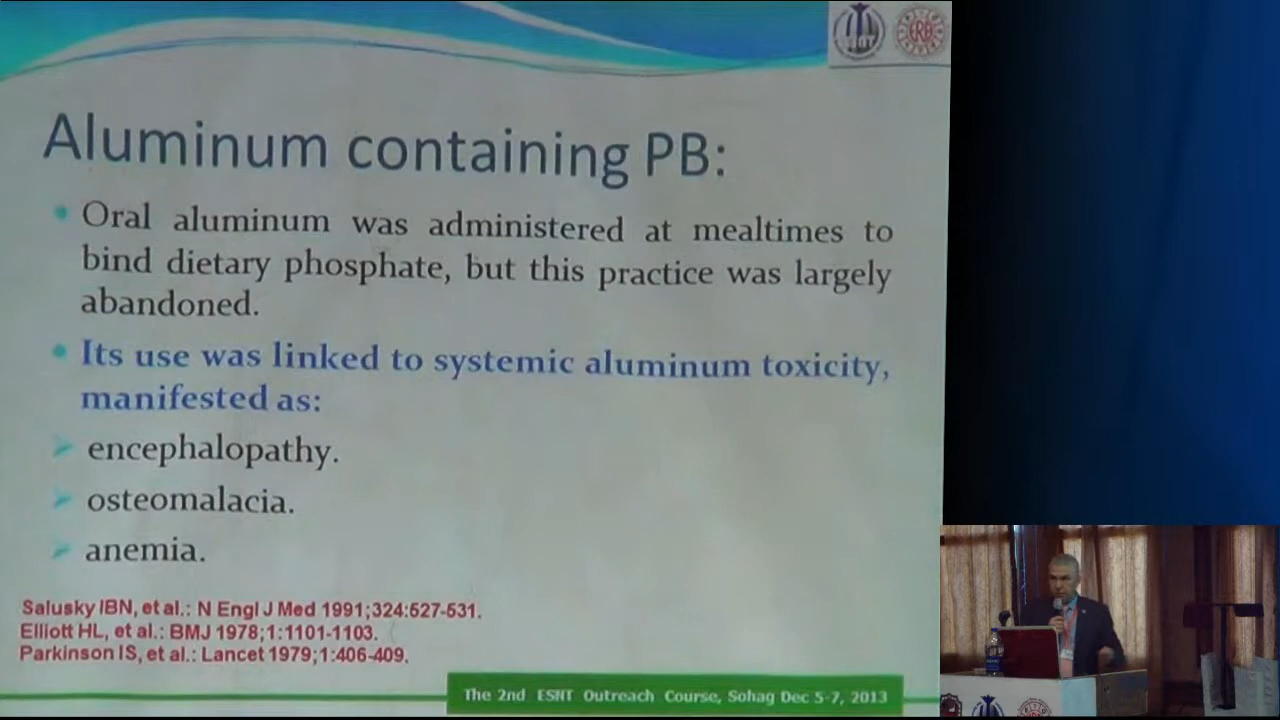 Aluminum containing PB:
Oral aluminum was administered at mealtimes to
bind dietary phosphate, but this practice was largely
abandoned.
Its use was linked to systemic aluminum toxicity,
manifested as:
encephalopathy.
osteomalacia.
anemia.
Salusky IBN, et al.: N Engl J Med 1991;324:527-531.
Elliott HL, et al.: BMJ 1978;1:1101-1103.
Parkinson IS, et al.: Lancet 1979;1:406-409.
The 2nd ESNT Outreach Course, Sohag Dec 5-7, 2013